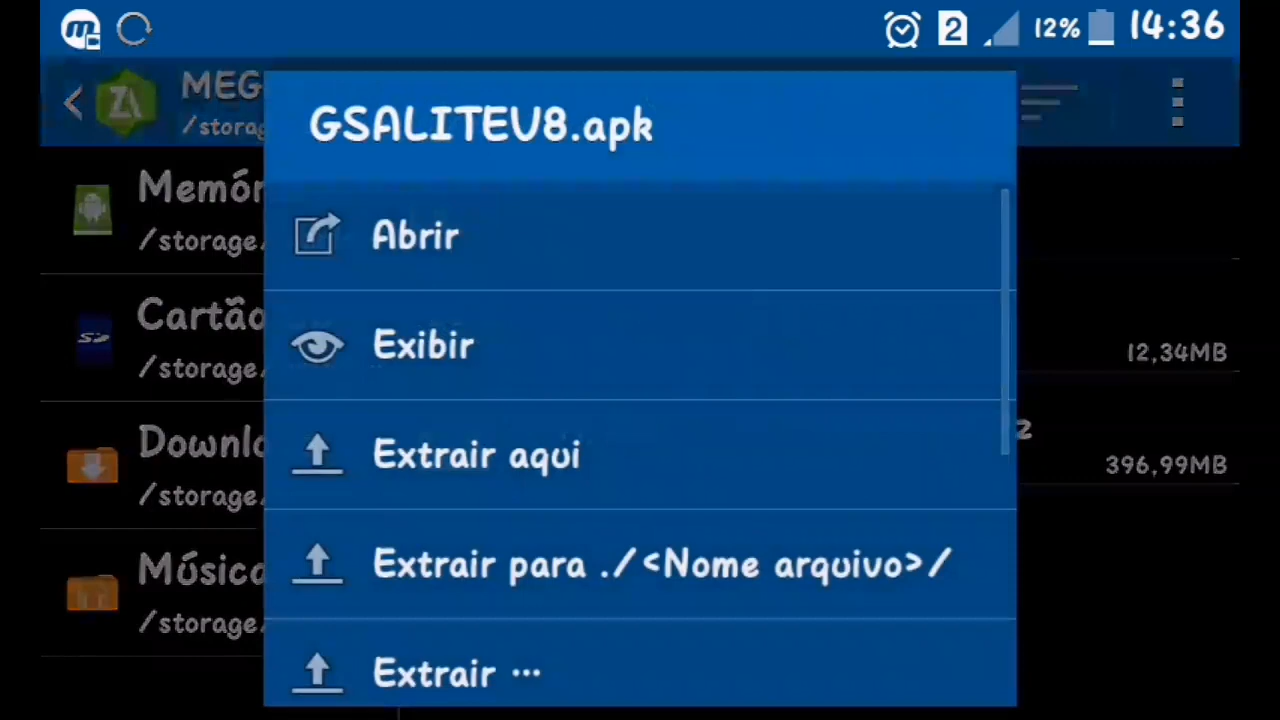 2 12% 14:36
MEG
/storag
GSALITEV8.apk
Memór
/storage/
Abrir
Cartão
/storage/
Exibir
12,34MB
Downlo
/storage/
Extrair aqui
396,99MB
Música
/storage/
Extrair para ./<Nome arquivo>/
Extrair ...